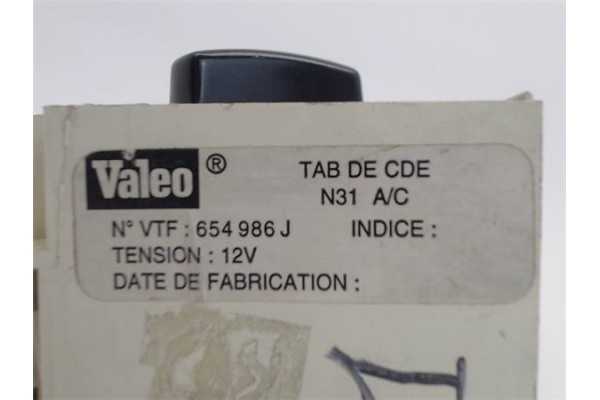 Valeo ® TAB DE CDE
N31 A/C
N° VTF : 654 986 J INDICE :
TENSION : 12V
DATE DE FABRICATION :